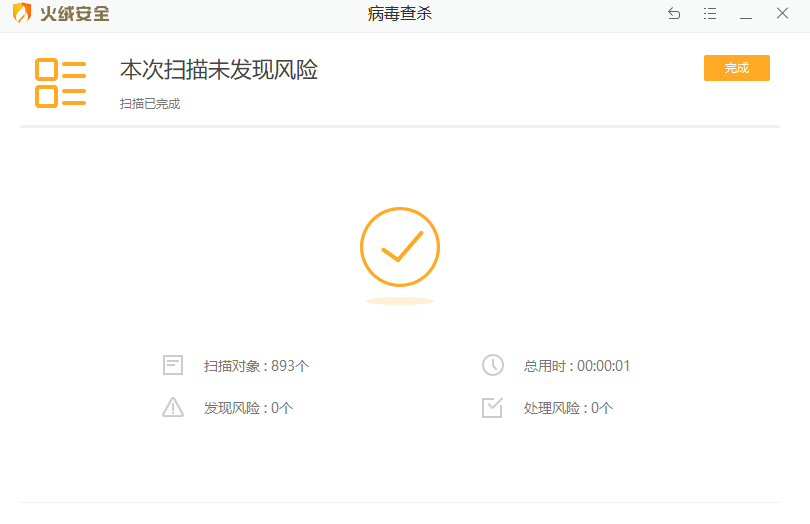 火绒安全
病毒查杀
本次扫描未发现风险
完成
扫描已完成
扫描对象 : 893个
总用时 : 00:00:01
发现风险 : 0个
处理风险 : 0个